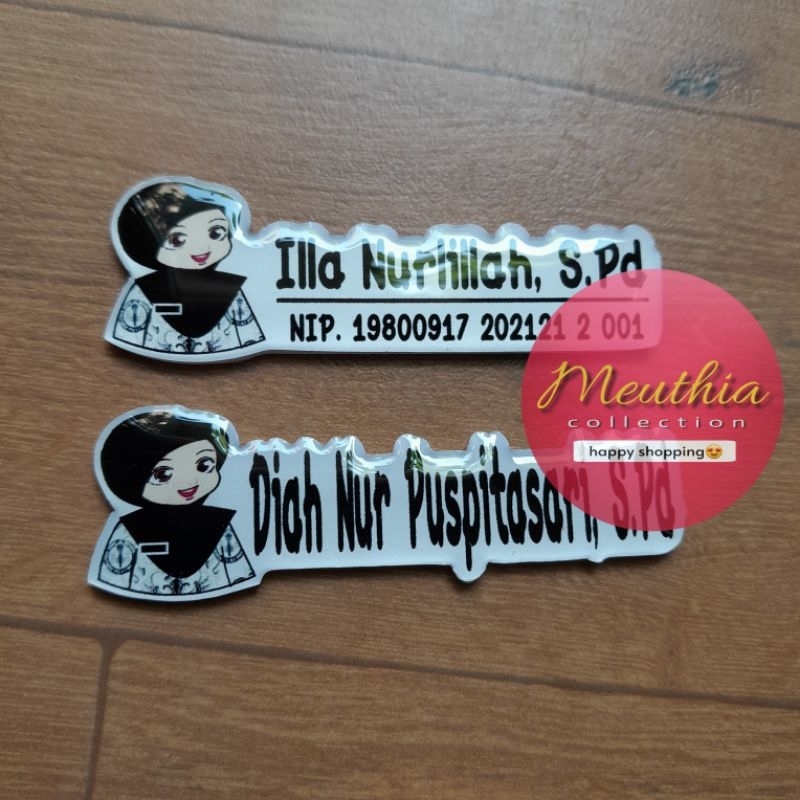 Illa Nurlillah, S.Pd
NIP. 19800917 202121 2 001
Meuthia
collection
happy shopping😍
Diah Nur Puspitasari, S.Pd